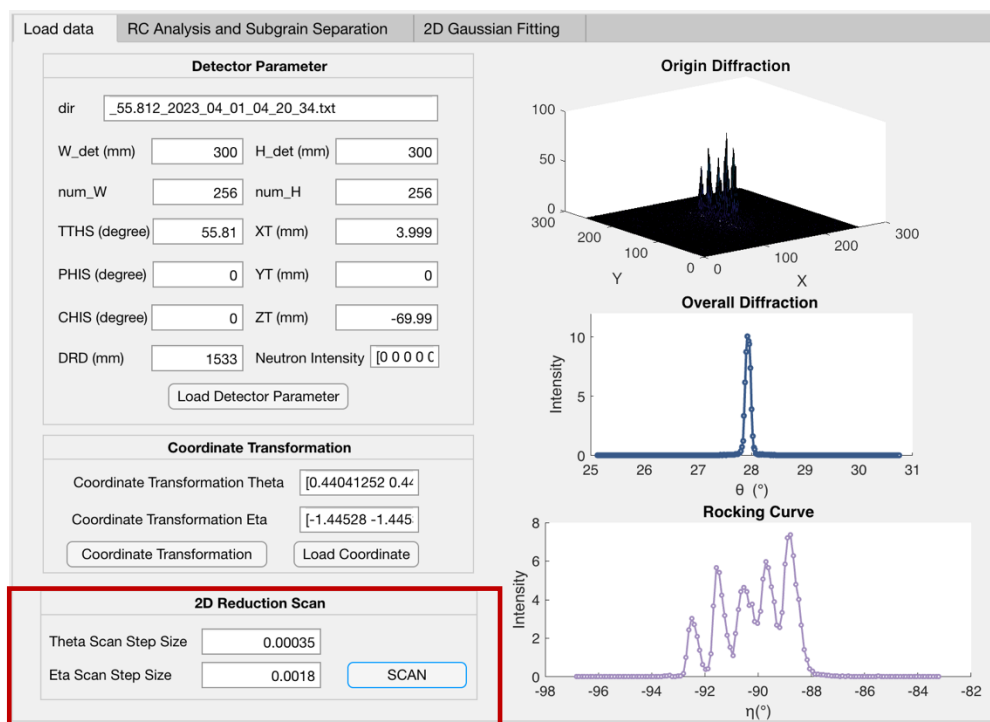 Load data
RC Analysis and Subgrain Separation
2D Gaussian Fitting
Detector Parameter
dir
_55.812_2023_04_01_04_20_34.txt
W_det (mm)
300
H_det (mm)
300
num_W
256
num_H
256
TTHS (degree)
55.81
XT (mm)
3.999
PHIS (degree)
0
YT (mm)
0
CHIS (degree)
0
ZT (mm)
-69.99
DRD (mm)
1533
Neutron Intensity
[0 0 0 0 0
Load Detector Parameter
Coordinate Transformation
Coordinate Transformation Theta
[0.44041252 0.44
Coordinate Transformation Eta
[-1.44528 -1.445
Coordinate Transformation
Load Coordinate
2D Reduction Scan
Theta Scan Step Size
0.00035
Eta Scan Step Size
0.0018
SCAN
Origin Diffraction
100
50
0
300
200
100
0
Y
0
100
200
300
X
Overall Diffraction
10
5
0
Intensity
25 26 27 28 29 30 31
θ (°)
Rocking Curve
8
6
4
2
0
Intensity
-98 -96 -94 -92 -90 -88 -86 -84 -82
η(°)